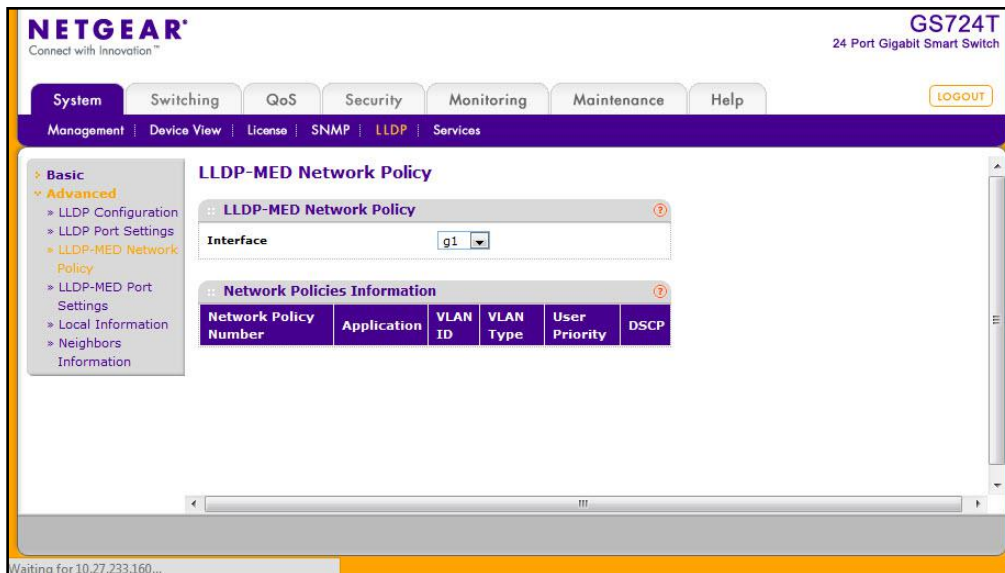 NETGEAR®
Connect with Innovation™
GS724T
24 Port Gigabit Smart Switch
System
Switching
QoS
Security
Monitoring
Maintenance
Help
LOGOUT
Management
Device View
License
SNMP
LLDP
Services
Basic
Advanced
» LLDP Configuration
» LLDP Port Settings
» LLDP-MED Network
Policy
» LLDP-MED Port
Settings
» Local Information
» Neighbors
Information
LLDP-MED Network Policy
LLDP-MED Network Policy
?
Interface
g1
Network Policies Information
?
Network Policy
Number
Application
VLAN
ID
VLAN
Type
User
Priority
DSCP
Waiting for 10.27.233.160...